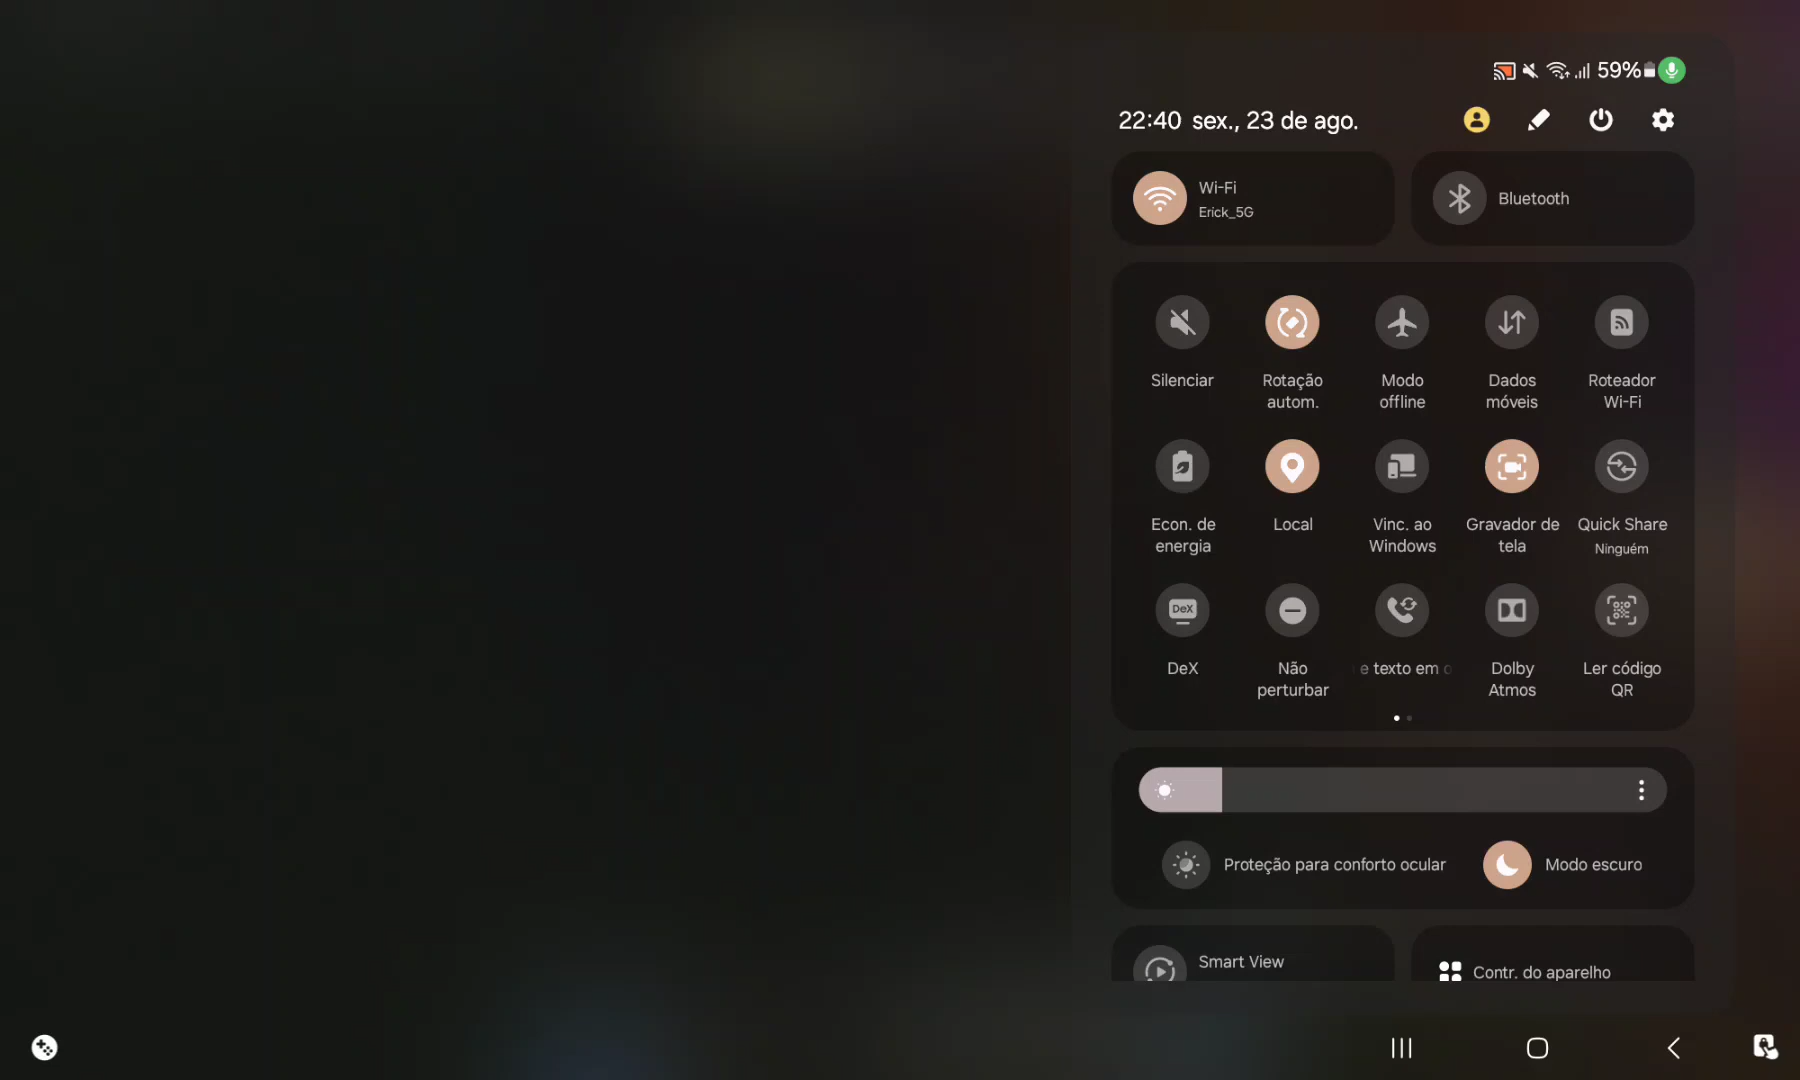 59%
22:40 sex., 23 de ago.
Wi-Fi
Erick_5G
Bluetooth
Silenciar
Rotação
autom.
Modo
offline
Dados
móveis
Roteador
Wi-Fi
Econ. de
energia
Local
Vinc. ao
Windows
Gravador de
tela
Quick Share
Ninguém
DeX
DeX
Não
perturbar
e texto em
Dolby
Atmos
Ler código
QR
Proteção para conforto ocular
Modo escuro
Smart View
Contr. do aparelho